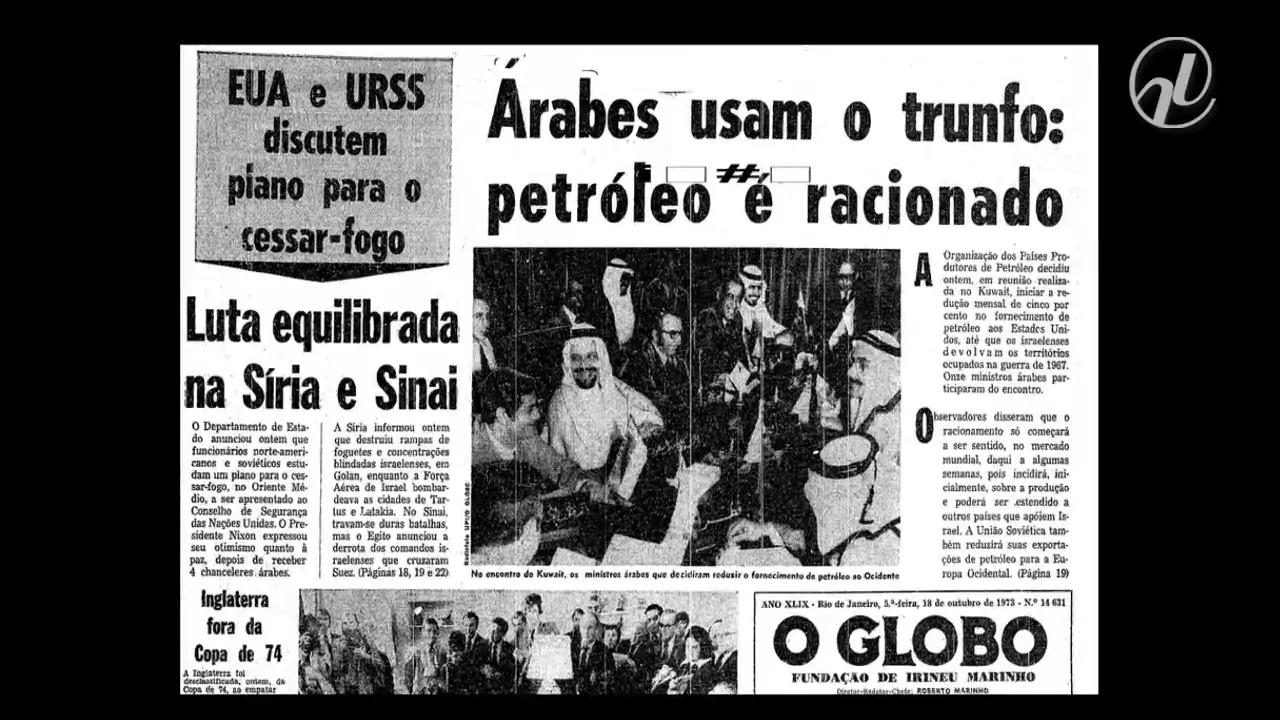 EUA e URSS
discutem
plano para o
cessar-fogo
Árabes usam o trunfo:
petróleo é racionado
Luta equilibrada
na Síria e Sinai
O Departamento de Esta-
do anunciou ontem que
funcionários norte-ameri-
canos e soviéticos estu-
dam um plano para o ces-
sar-fogo, no Oriente Mé-
dio, a ser apresentado ao
Conselho de Segurança
das Nações Unidas. O Pre-
sidente Nixon expressou
seu otimismo quanto à
paz, depois de receber
4 chanceleres árabes.
A Síria informou ontem
que destruiu rampas de
foguetes e concentrações
blindadas israelenses, em
Golan, enquanto a Força
Aérea de Israel bombar-
deava as cidades de Tar-
tus e Latakia. No Sinai,
travam-se duras batalhas,
mas o Egito anunciou a
derrota dos comandos is-
raelenses que cruzaram
Suez. (Páginas 18, 19 e 22)
Radiofoto UPI/O GLOBO
No encontro do Kuwait, os ministros árabes que decidiram reduzir o fornecimento de petróleo ao Ocidente
A Organização dos Países Pro-
dutores de Petróleo decidiu
ontem, em reunião realiza-
da no Kuwait, iniciar a re-
dução mensal de cinco por
cento no fornecimento de
petróleo aos Estados Uni-
dos, até que os israelenses
devolvam os territórios
ocupados na guerra de 1967.
Onze ministros árabes par-
ticiparam do encontro.
Observadores disseram que o
racionamento só começará
a ser sentido, no mercado
mundial, daqui a algumas
semanas, pois incidirá, ini-
cialmente, sobre a produção
e poderá ser estendido a
outros países que apóiem Is-
rael. A União Soviética tam-
bém reduzirá suas exporta-
ções de petróleo para a Eu-
ropa Ocidental. (Página 19)
Inglaterra
fora da
Copa de 74
A Inglaterra foi
desclassificada, ontem, da
Copa de 74, ao empatar
ANO XLIX - Rio de Janeiro, 5.ª-feira, 18 de outubro de 1973 - N.º 14 631
O GLOBO
FUNDAÇÃO DE IRINEU MARINHO
Diretor-Redator-Chefe: ROBERTO MARINHO